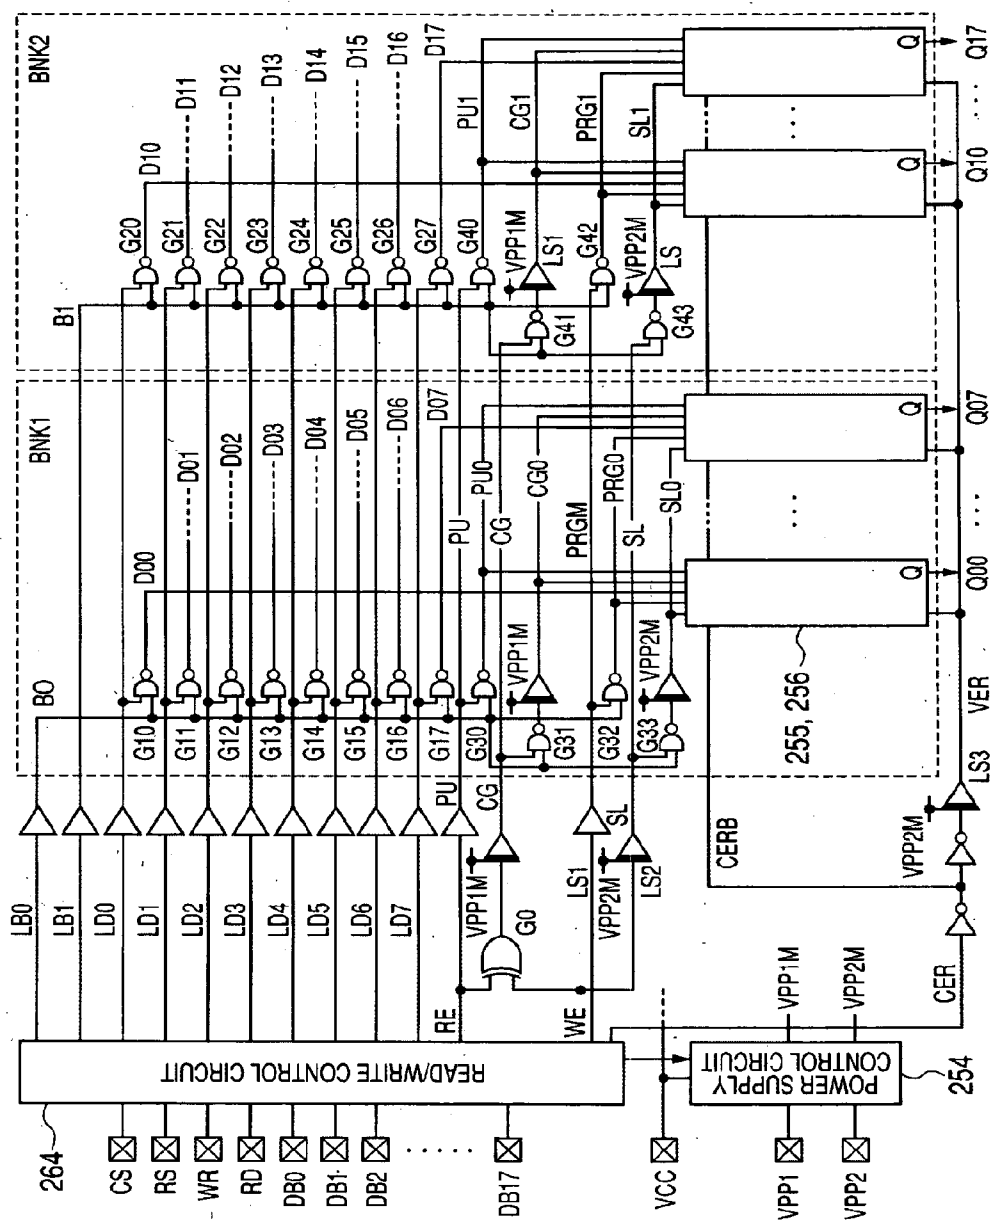 BNK2
D10
D11
D12
D13
D14
D15
D16
D17
PU1
CG1
PRG1
SL1
Q
Q17
Q
Q10
B1
G20
G21
G22
G23
G24
G25
G26
G27
G40
VPP1M
LS1
G42
VPP2M
LS
G41
G43
BNK1
D00
D01
D02
D03
D04
D05
D06
D07
PU
PU0
CG
CG0
PRGM
PRG0
SL
SL0
Q
Q07
Q
Q00
B0
G10
G11
G12
G13
G14
G15
G16
G17
G30
VPP1M
G31
G32
VPP2M
G33
255, 256
VER
LB0
LB1
LD0
LD1
LD2
LD3
LD4
LD5
LD6
LD7
PU
CG
VPP1M
G0
LS1
SL
VPP2M
LS2
CERB
VPP2M
LS3
RE
WE
VPP1M
VPP2M
CER
READ/WRITE CONTROL CIRCUIT
POWER SUPPLY
CONTROL CIRCUIT
264
254
CS
RS
WR
RD
DB0
DB1
DB2
DB17
VCC
VPP1
VPP2